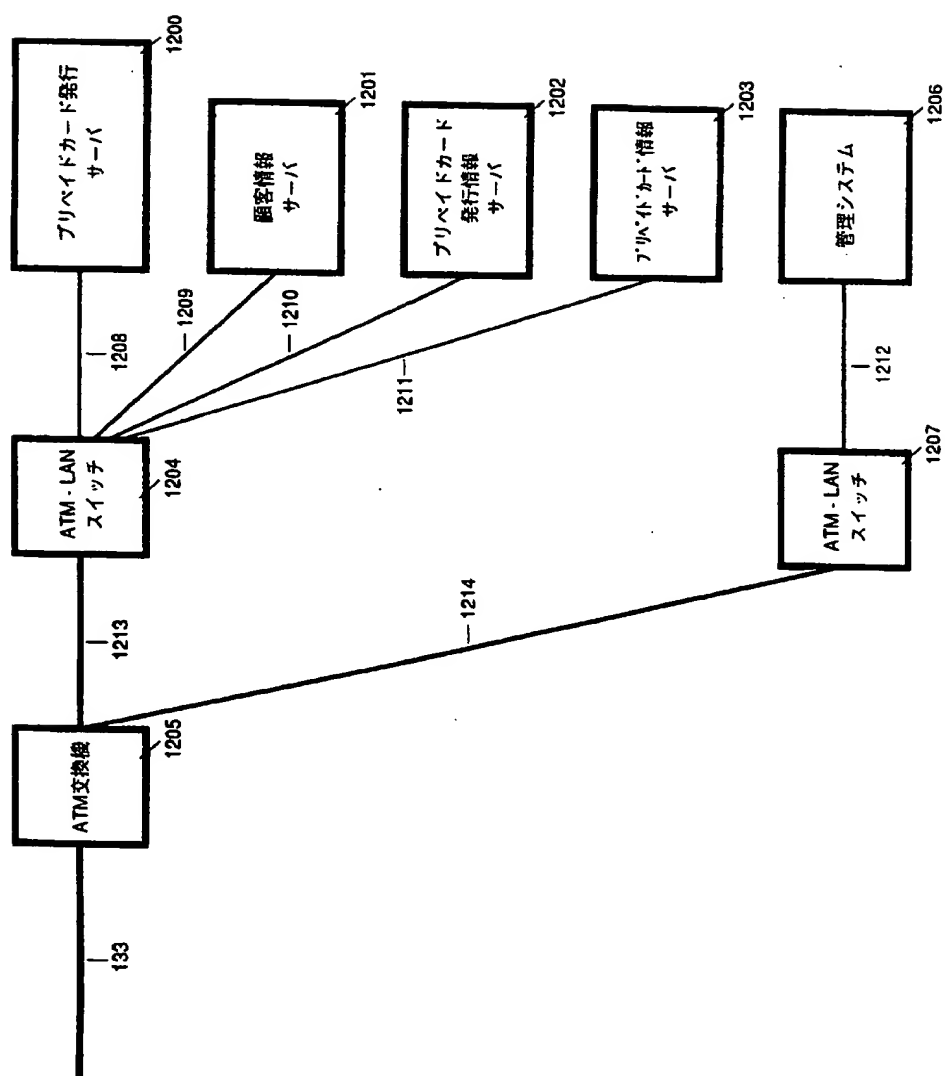 プリペイドカード発行
サーバ
1200
顧客情報
サーバ
1201
プリペイドカード
発行情報
サーバ
1202
プリペイドカード情報
サーバ
1203
管理システム
1206
1208
1209
1210
1211
1212
ATM-LAN
スイッチ
1204
ATM-LAN
スイッチ
1207
1213
1214
ATM交換機
1205
133